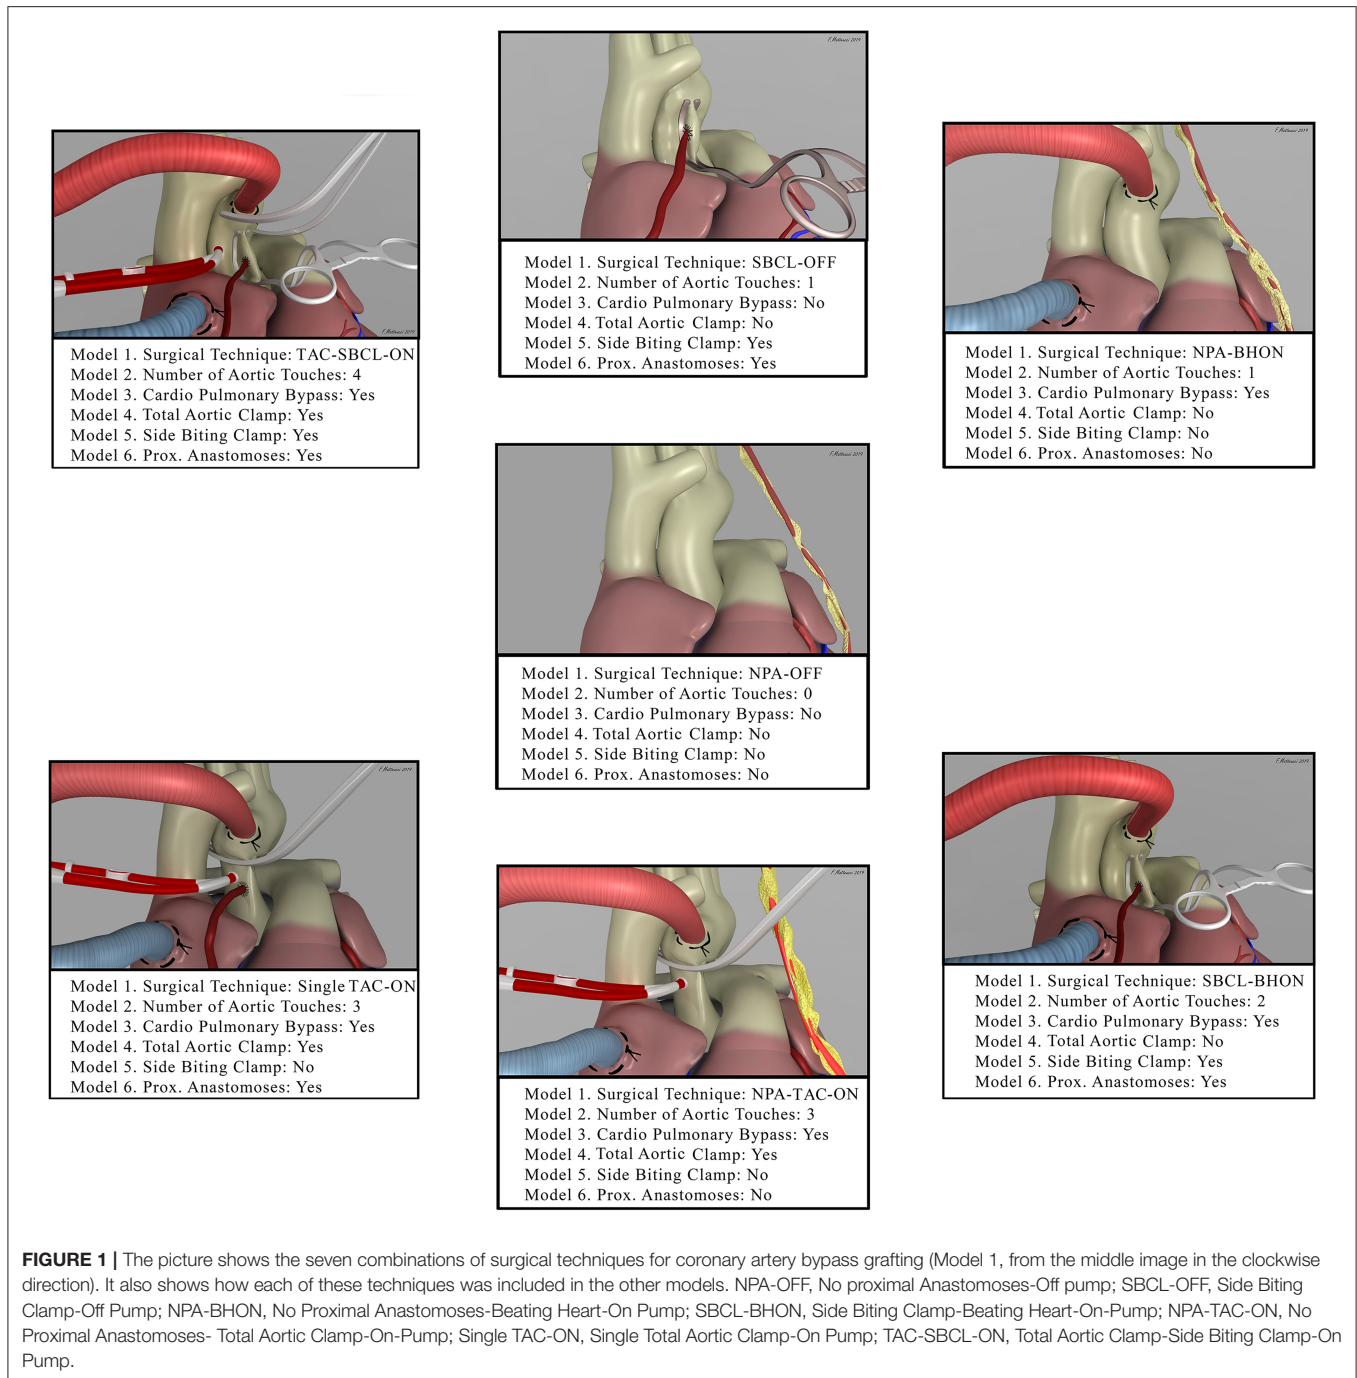 F.Matteucci 2019
Model 1. Surgical Technique: TAC-SBCL-ON
Model 2. Number of Aortic Touches: 4
Model 3. Cardio Pulmonary Bypass: Yes
Model 4. Total Aortic Clamp: Yes
Model 5. Side Biting Clamp: Yes
Model 6. Prox. Anastomoses: Yes
F.Matteucci 2019
Model 1. Surgical Technique: SBCL-OFF
Model 2. Number of Aortic Touches: 1
Model 3. Cardio Pulmonary Bypass: No
Model 4. Total Aortic Clamp: No
Model 5. Side Biting Clamp: Yes
Model 6. Prox. Anastomoses: Yes
F.Matteucci 2019
Model 1. Surgical Technique: NPA-BHON
Model 2. Number of Aortic Touches: 1
Model 3. Cardio Pulmonary Bypass: Yes
Model 4. Total Aortic Clamp: No
Model 5. Side Biting Clamp: No
Model 6. Prox. Anastomoses: No
F.Matteucci 2019
Model 1. Surgical Technique: NPA-OFF
Model 2. Number of Aortic Touches: 0
Model 3. Cardio Pulmonary Bypass: No
Model 4. Total Aortic Clamp: No
Model 5. Side Biting Clamp: No
Model 6. Prox. Anastomoses: No
F.Matteucci 2019
Model 1. Surgical Technique: Single TAC-ON
Model 2. Number of Aortic Touches: 3
Model 3. Cardio Pulmonary Bypass: Yes
Model 4. Total Aortic Clamp: Yes
Model 5. Side Biting Clamp: No
Model 6. Prox. Anastomoses: Yes
F.Matteucci 2019
Model 1. Surgical Technique: NPA-TAC-ON
Model 2. Number of Aortic Touches: 3
Model 3. Cardio Pulmonary Bypass: Yes
Model 4. Total Aortic Clamp: Yes
Model 5. Side Biting Clamp: No
Model 6. Prox. Anastomoses: No
F.Matteucci 2019
Model 1. Surgical Technique: SBCL-BHON
Model 2. Number of Aortic Touches: 2
Model 3. Cardio Pulmonary Bypass: Yes
Model 4. Total Aortic Clamp: No
Model 5. Side Biting Clamp: Yes
Model 6. Prox. Anastomoses: Yes
FIGURE 1 | The picture shows the seven combinations of surgical techniques for coronary artery bypass grafting (Model 1, from the middle image in the clockwise
direction). It also shows how each of these techniques was included in the other models. NPA-OFF, No proximal Anastomoses-Off pump; SBCL-OFF, Side Biting
Clamp-Off Pump; NPA-BHON, No Proximal Anastomoses-Beating Heart-On Pump; SBCL-BHON, Side Biting Clamp-Beating Heart-On-Pump; NPA-TAC-ON, No
Proximal Anastomoses- Total Aortic Clamp-On-Pump; Single TAC-ON, Single Total Aortic Clamp-On Pump; TAC-SBCL-ON, Total Aortic Clamp-Side Biting Clamp-On
Pump.